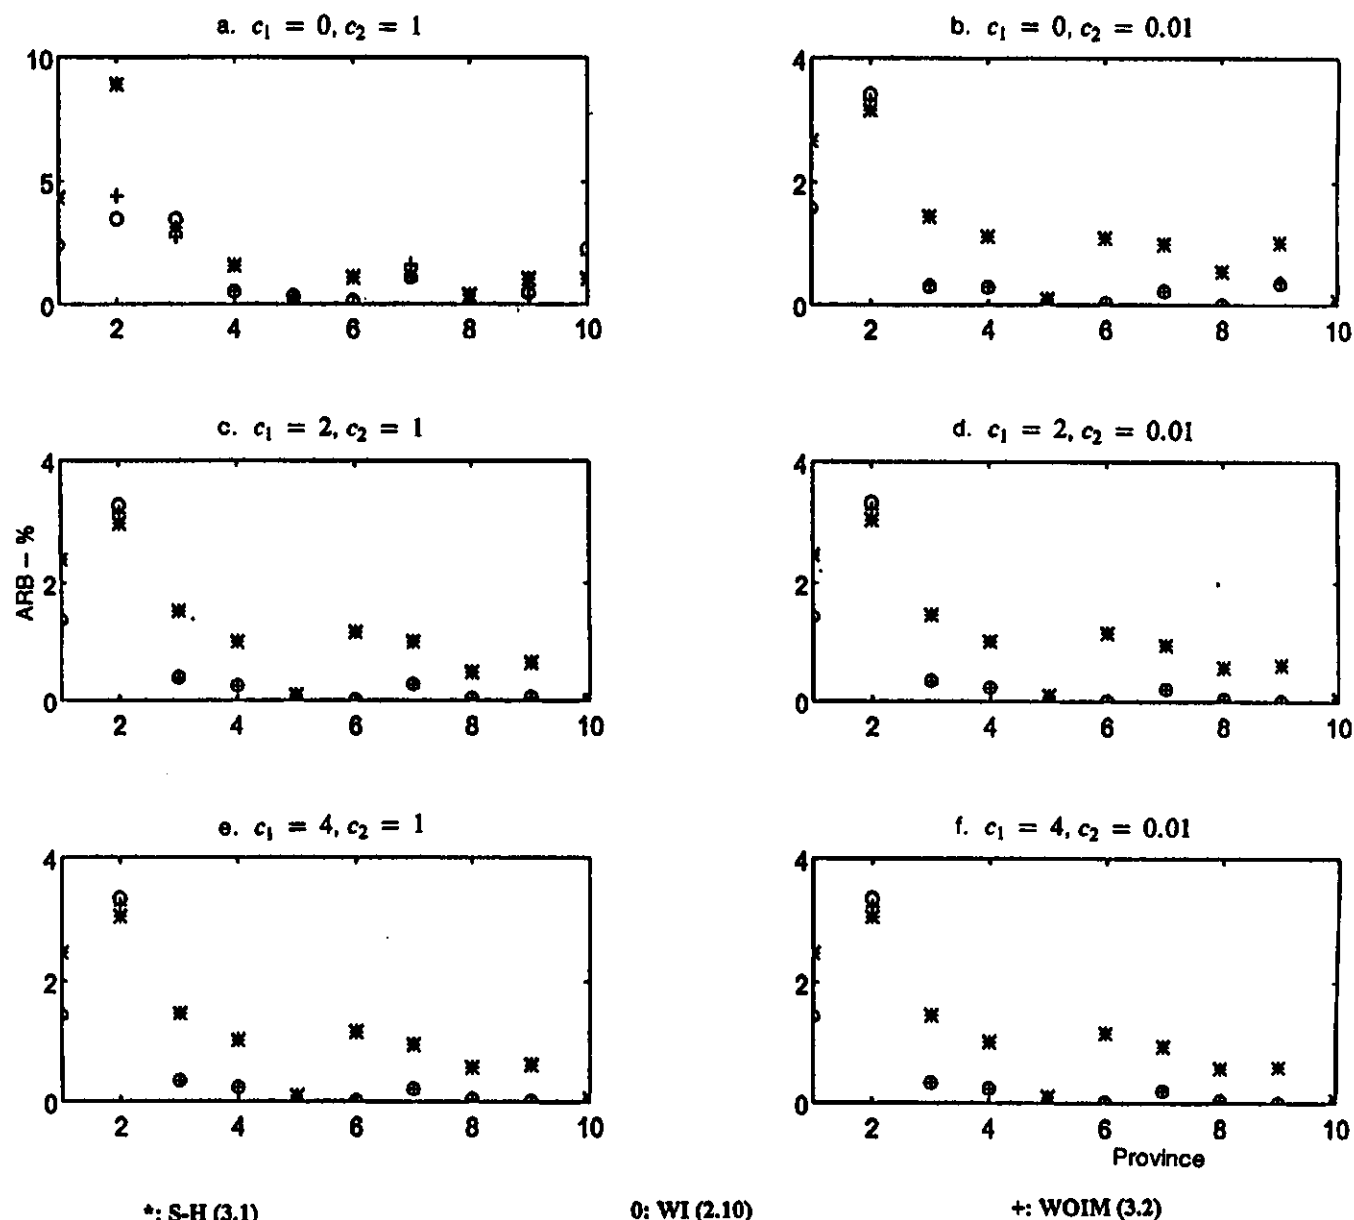 a. c₁ = 0, c₂ = 1
10
5
0
2 4 6 8 10
b. c₁ = 0, c₂ = 0.01
4
2
0
2 4 6 8 10
c. c₁ = 2, c₂ = 1
ARB – %
4
2
0
2 4 6 8 10
d. c₁ = 2, c₂ = 0.01
4
2
0
2 4 6 8 10
e. c₁ = 4, c₂ = 1
4
2
0
2 4 6 8 10
f. c₁ = 4, c₂ = 0.01
4
2
0
2 4 6 8 10
Province
*: S-H (3.1) 0: WI (2.10) +: WOIM (3.2)